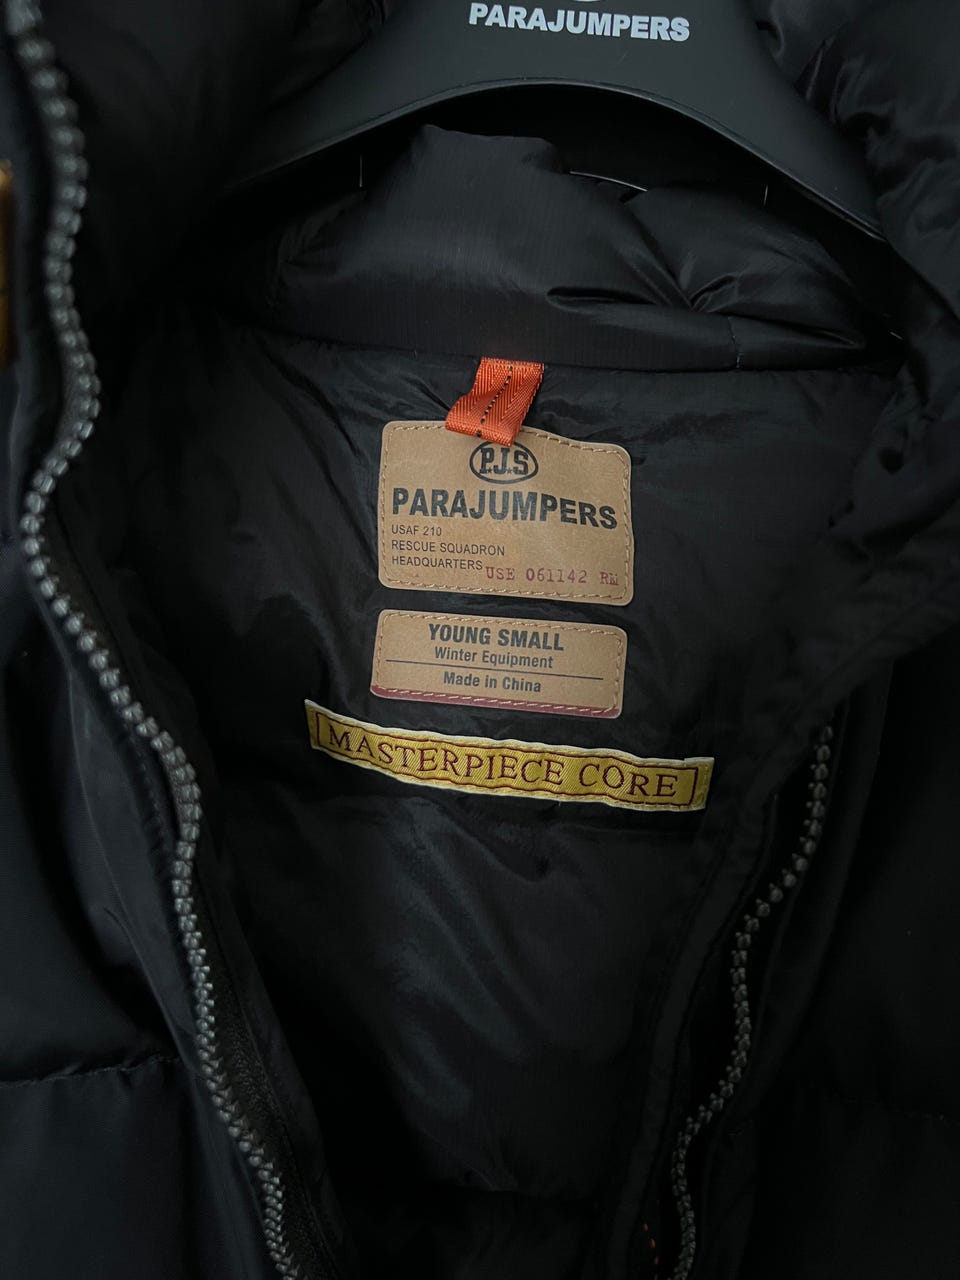 PARAJUMPERS
P.J.S
PARAJUMPERS
USAF 210
RESCUE SQUADRON
HEADQUARTERS
USE 061142 RM
YOUNG SMALL
Winter Equipment
Made in China
MASTERPIECE CORE